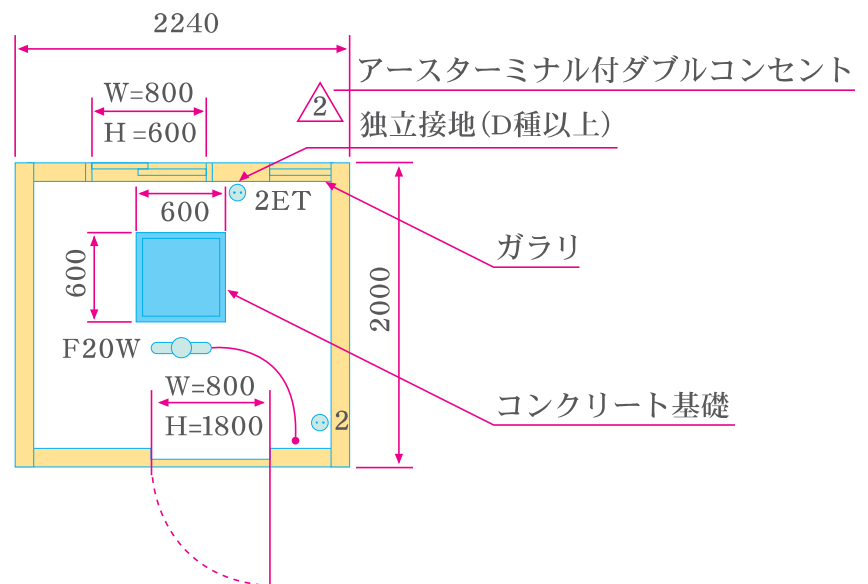 2240
アースターミナル付ダブルコンセント
W=800
H=600
2
独立接地(D種以上)
600
2ET
ガラリ
600
2000
F20W
W=800
コンクリート基礎
H=1800
2